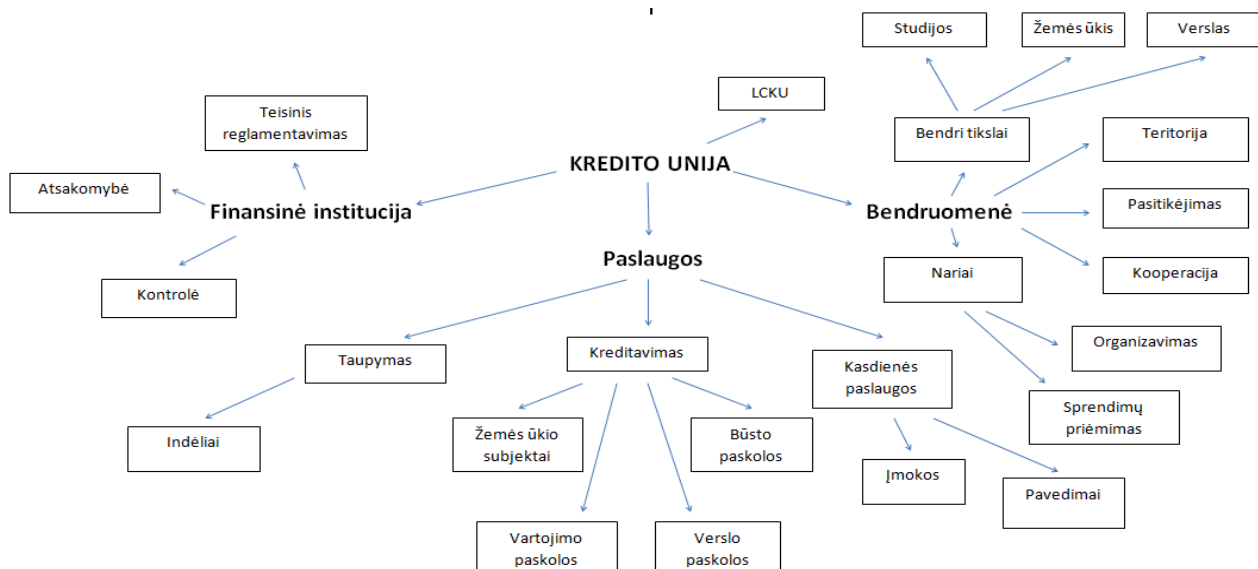 Studijos
Žemės ūkis
Verslas
LCKU
Teisinis
reglamentavimas
Bendri tikslai
Teritorija
KREDITO UNIJA
Atsakomybė
Finansinė institucija
Bendruomenė
Pasitikėjimas
Paslaugos
Nariai
Kooperacija
Kontrolė
Taupymas
Kreditavimas
Kasdienės
paslaugos
Organizavimas
Sprendimų
priėmimas
Indėliai
Žemės ūkio
subjektai
Būsto
paskolos
Įmokos
Pavedimai
Vartojimo
paskolos
Verslo
paskolos